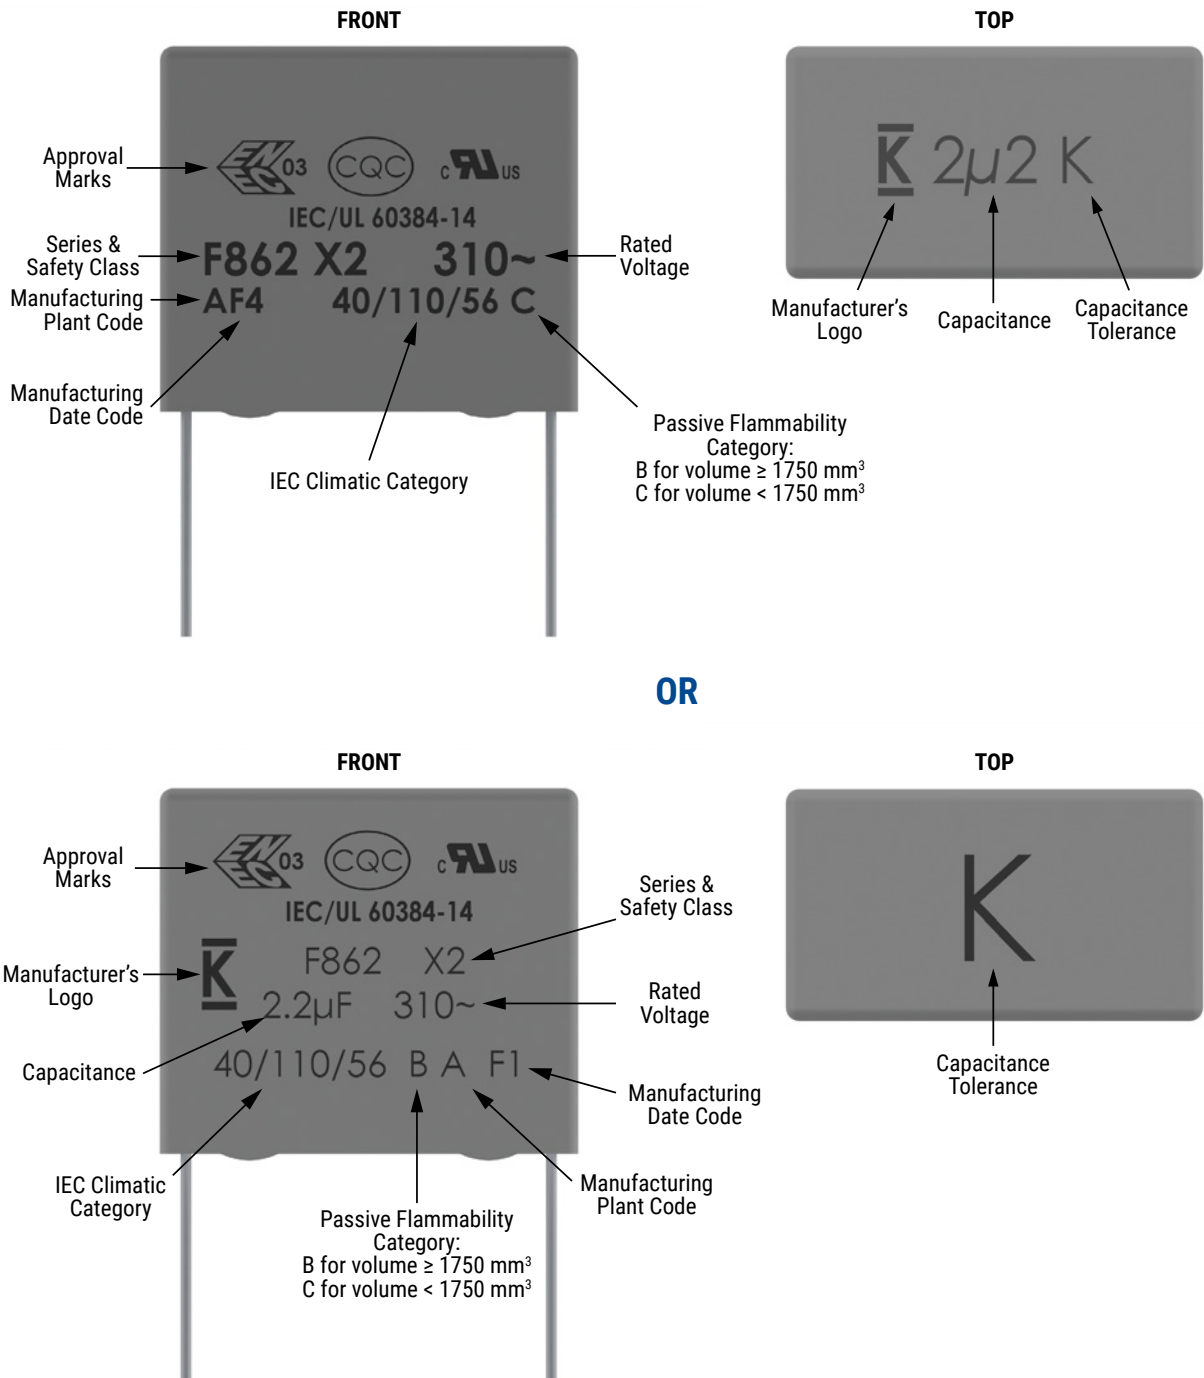 FRONT
TOP
Approval
Marks
ENEC 03 CQC c RU US
IEC/UL 60384-14
Series &
Safety Class
F862 X2 310~
Rated
Voltage
Manufacturing
Plant Code
AF4 40/110/56 C
Manufacturing
Date Code
IEC Climatic Category
Passive Flammability
Category:
B for volume ≥ 1750 mm³
C for volume < 1750 mm³
K 2µ2 K
Manufacturer's
Logo
Capacitance
Capacitance
Tolerance
OR
FRONT
TOP
Approval
Marks
ENEC 03 CQC c RU US
IEC/UL 60384-14
Series &
Safety Class
Manufacturer's
Logo
K
F862 X2
2.2µF 310~
Rated
Voltage
Capacitance
40/110/56 B A F1
Manufacturing
Date Code
IEC Climatic
Category
Passive Flammability
Category:
B for volume ≥ 1750 mm³
C for volume < 1750 mm³
Manufacturing
Plant Code
K
Capacitance
Tolerance